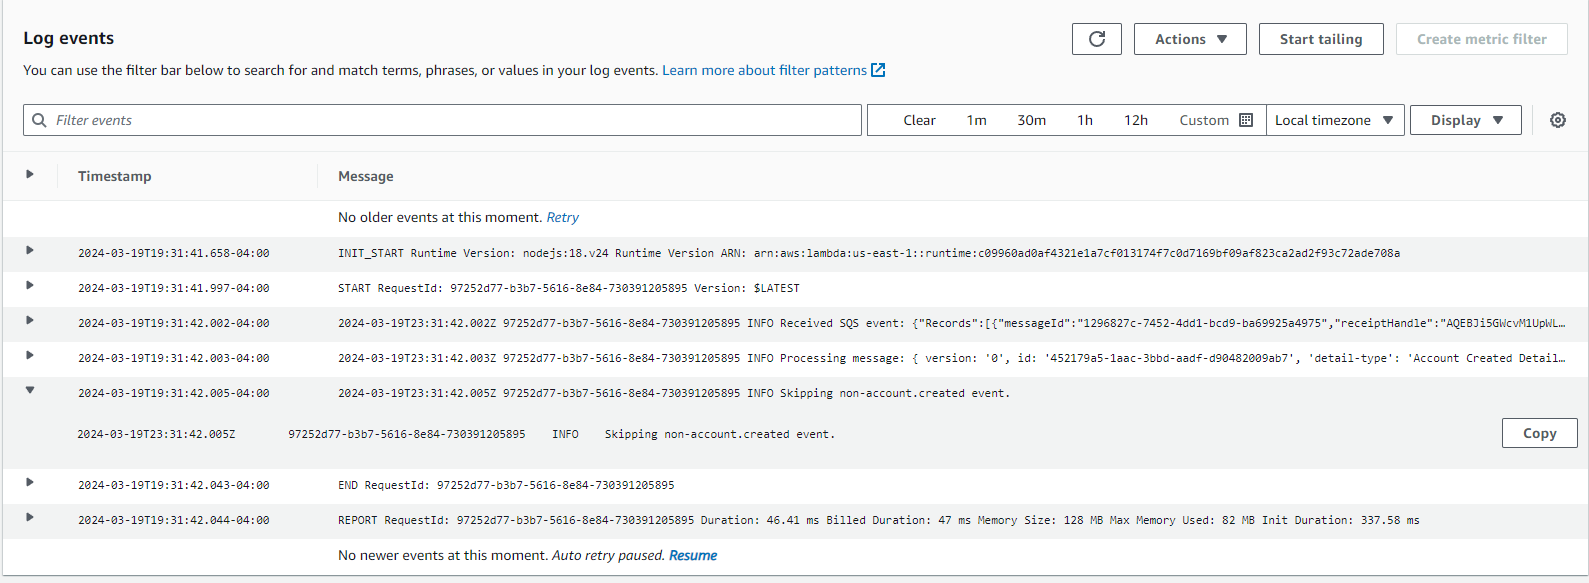 Log events
Actions
Start tailing
Create metric filter
You can use the filter bar below to search for and match terms, phrases, or values in your log events. Learn more about filter patterns
Filter events
Clear 1m 30m 1h 12h Custom
Local timezone
Display
Timestamp Message
No older events at this moment. Retry
2024-03-19T19:31:41.658-04:00 INIT_START Runtime Version: nodejs:18.v24 Runtime Version ARN: arn:aws:lambda:us-east-1::runtime:c09960ad0af4321e1a7cf013174f7c0d7169bf09af823ca2ad2f93c72ade708a
2024-03-19T19:31:41.997-04:00 START RequestId: 97252d77-b3b7-5616-8e84-730391205895 Version: $LATEST
2024-03-19T19:31:42.002-04:00 2024-03-19T23:31:42.002Z 97252d77-b3b7-5616-8e84-730391205895 INFO Received SQS event: {"Records":[{"messageId":"1296827c-7452-4dd1-bcd9-ba69925a4975","receiptHandle":"AQEBJi5GWcvM1UpWL…
2024-03-19T19:31:42.003-04:00 2024-03-19T23:31:42.003Z 97252d77-b3b7-5616-8e84-730391205895 INFO Processing message: { version: '0', id: '452179a5-1aac-3bbd-aadf-d90482009ab7', 'detail-type': 'Account Created Detail…
2024-03-19T19:31:42.005-04:00 2024-03-19T23:31:42.005Z 97252d77-b3b7-5616-8e84-730391205895 INFO Skipping non-account.created event.
2024-03-19T23:31:42.005Z 97252d77-b3b7-5616-8e84-730391205895 INFO Skipping non-account.created event.
Copy
2024-03-19T19:31:42.043-04:00 END RequestId: 97252d77-b3b7-5616-8e84-730391205895
2024-03-19T19:31:42.044-04:00 REPORT RequestId: 97252d77-b3b7-5616-8e84-730391205895 Duration: 46.41 ms Billed Duration: 47 ms Memory Size: 128 MB Max Memory Used: 82 MB Init Duration: 337.58 ms
No newer events at this moment. Auto retry paused. Resume